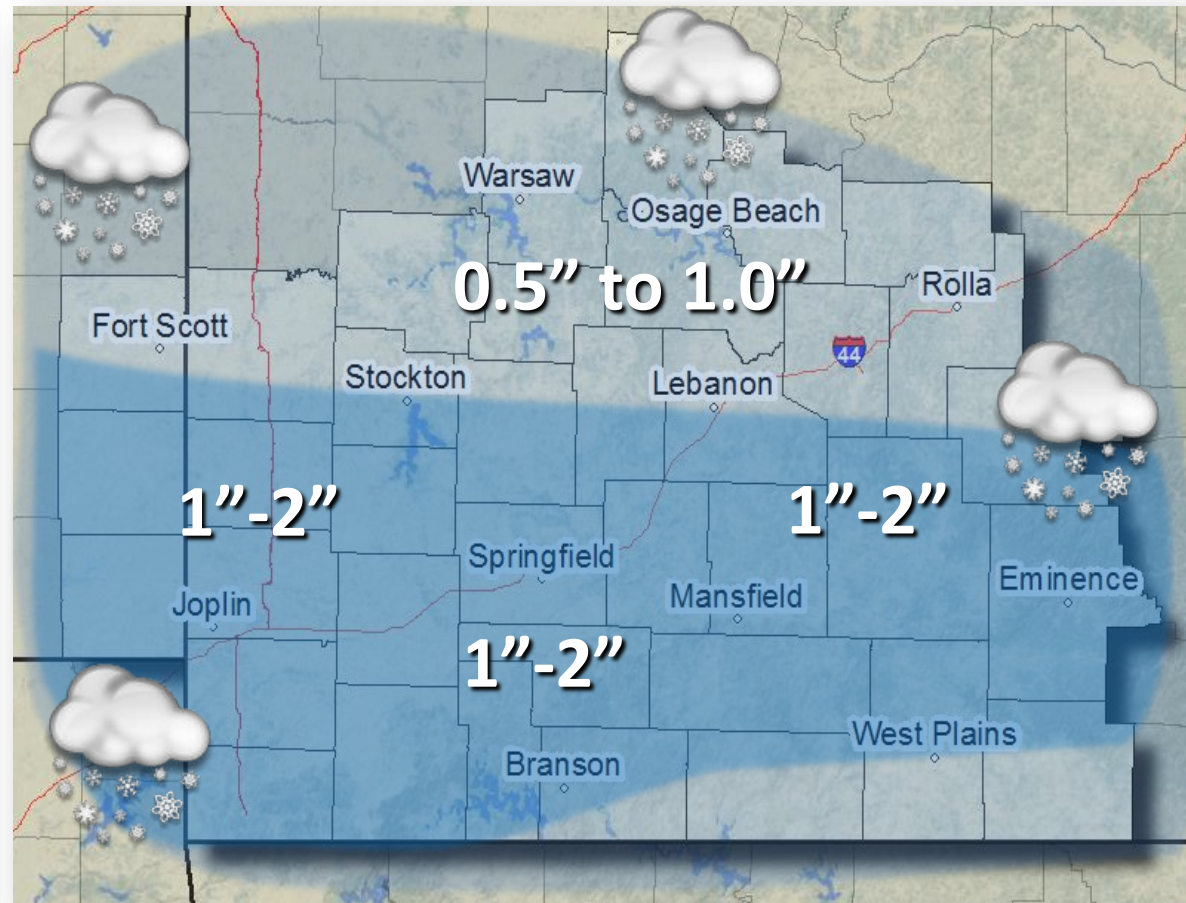 Warsaw
Osage Beach
0.5” to 1.0”
Rolla
Fort Scott
44
Stockton
Lebanon
1”-2”
1”-2”
Springfield
Eminence
Joplin
Mansfield
1”-2”
West Plains
Branson